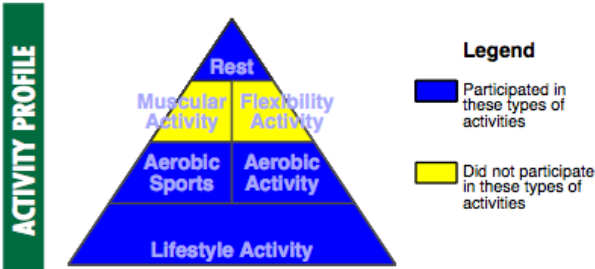 ACTIVITY PROFILE
Rest
Muscular
Activity
Flexibility
Activity
Aerobic
Sports
Aerobic
Activity
Lifestyle Activity
Legend
Participated in
these types of
activities
Did not participate
in these types of
activities